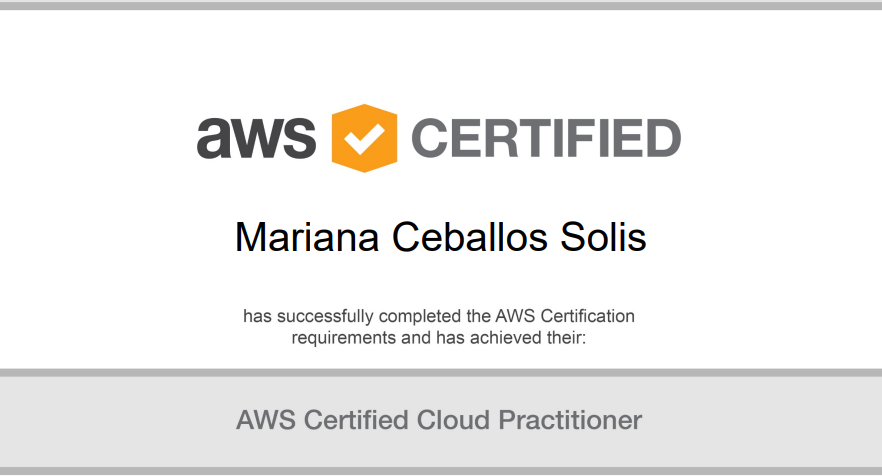 aws CERTIFIED
Mariana Ceballos Solis
has successfully completed the AWS Certification
requirements and has achieved their:
AWS Certified Cloud Practitioner